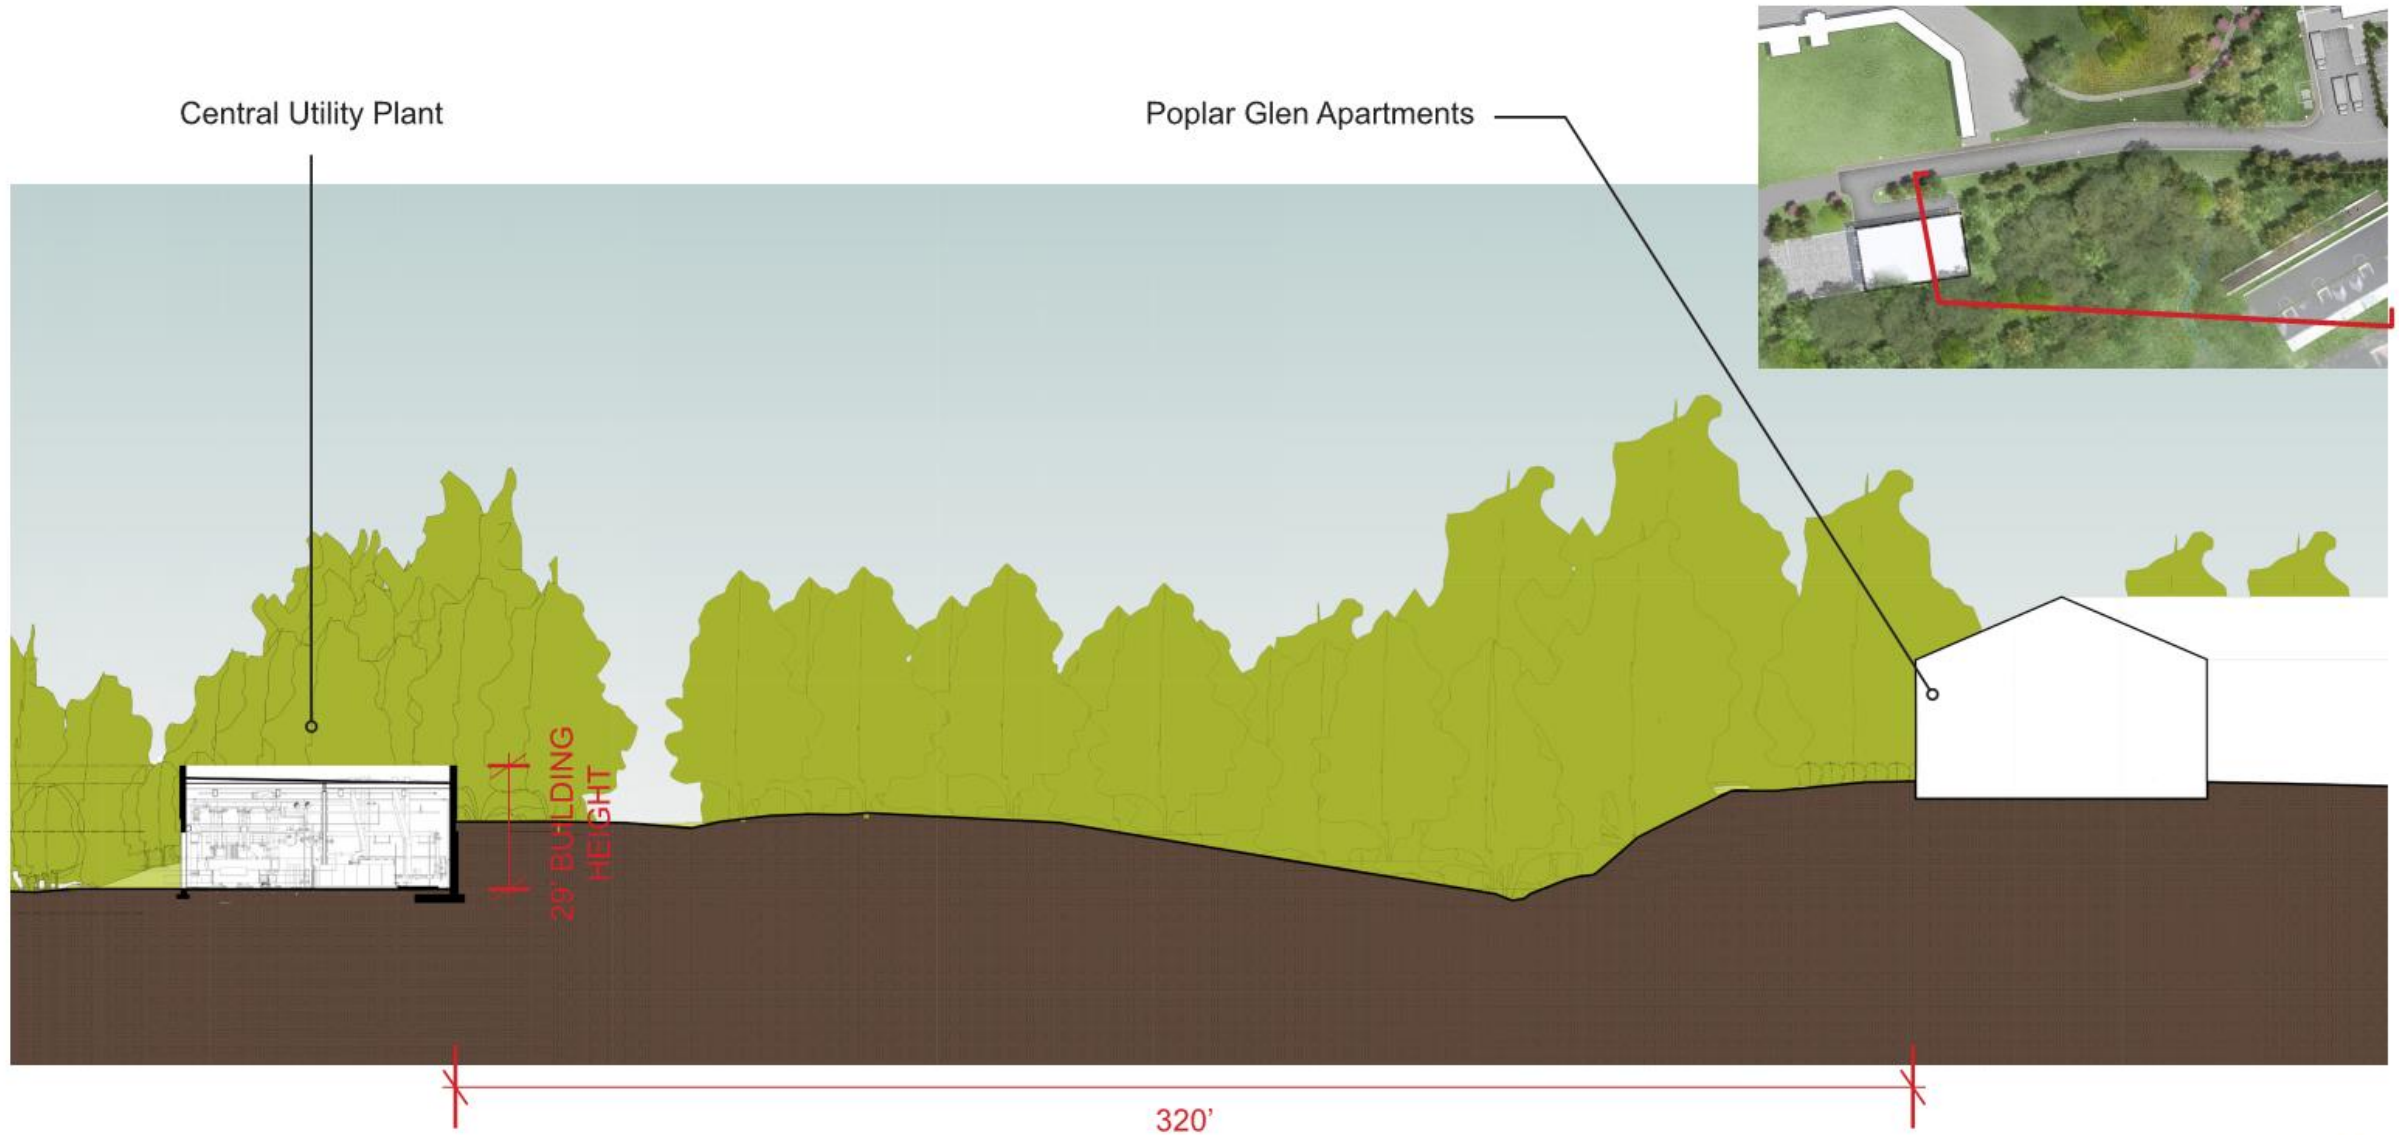 Central Utility Plant
Poplar Glen Apartments
29' BUILDING
HEIGHT
320'